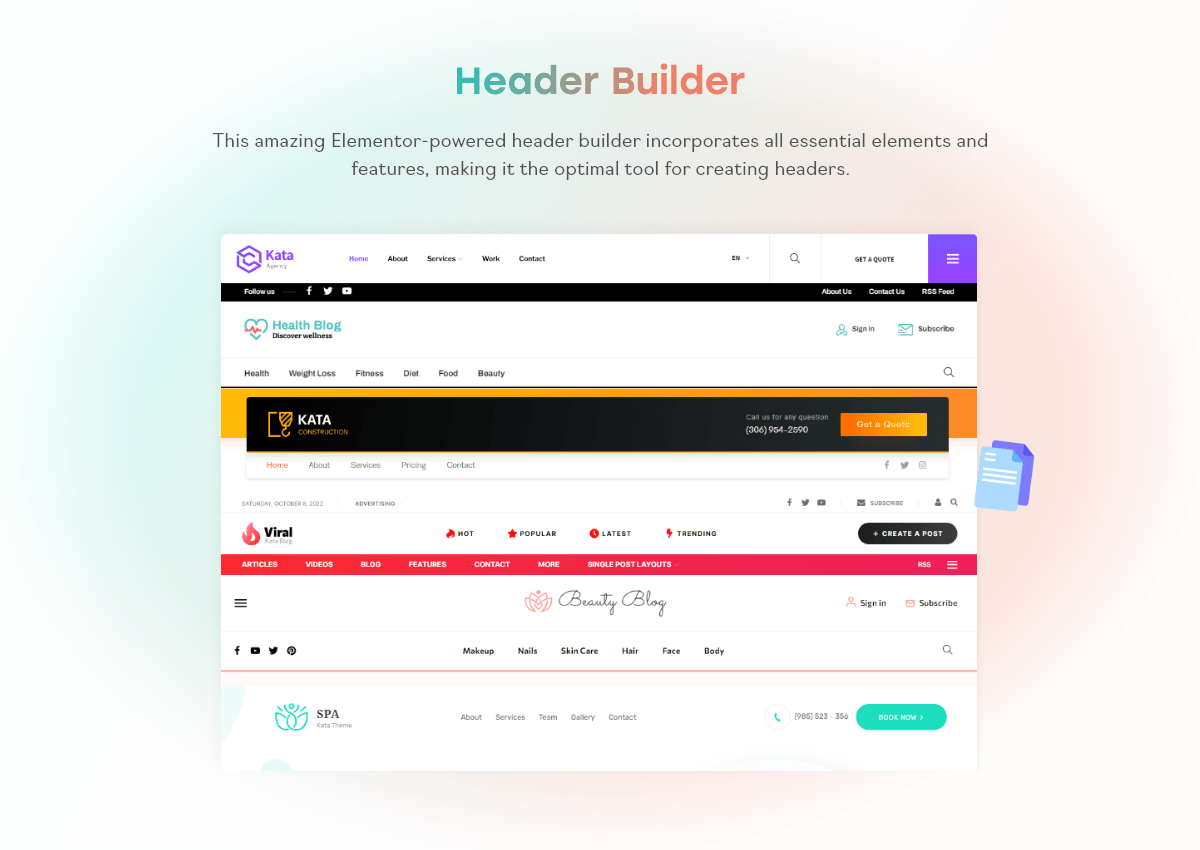 Header Builder
This amazing Elementor-powered header builder incorporates all essential elements and
features, making it the optimal tool for creating headers.
Kata
Agency
Home About Services Work Contact
EN
GET A QUOTE
Follow us
About Us Contact Us RSS Feed
Health Blog
Discover wellness
Sign In Subscribe
Health Weight Loss Fitness Diet Food Beauty
KATA
CONSTRUCTION
Call us for any question
(306) 954-2590
Get a Quote
Home About Services Pricing Contact
SATURDAY, OCTOBER 8, 2022 ADVERTISING
SUBSCRIBE
Viral
Kata Blog
HOT POPULAR LATEST TRENDING
+ CREATE A POST
ARTICLES VIDEOS BLOG FEATURES CONTACT MORE SINGLE POST LAYOUTS RSS
Beauty Blog
Sign in Subscribe
Makeup Nails Skin Care Hair Face Body
SPA
Kata Theme
About Services Team Gallery Contact
(985) 523 - 356
BOOK NOW >